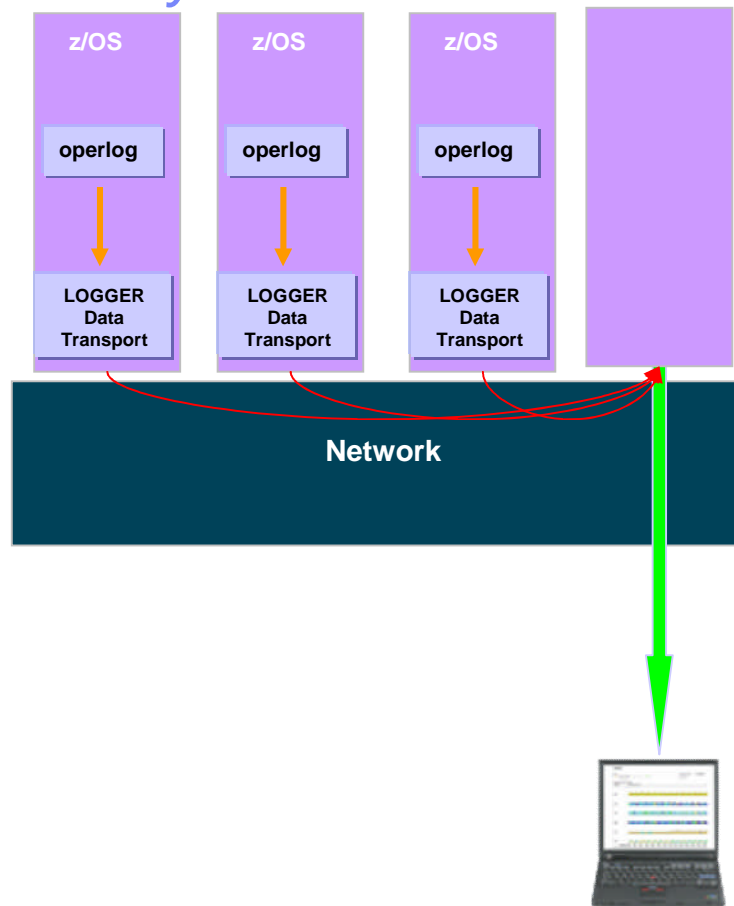 z/OS
z/OS
z/OS
operlog
operlog
operlog
LOGGER
Data
Transport
LOGGER
Data
Transport
LOGGER
Data
Transport
Network